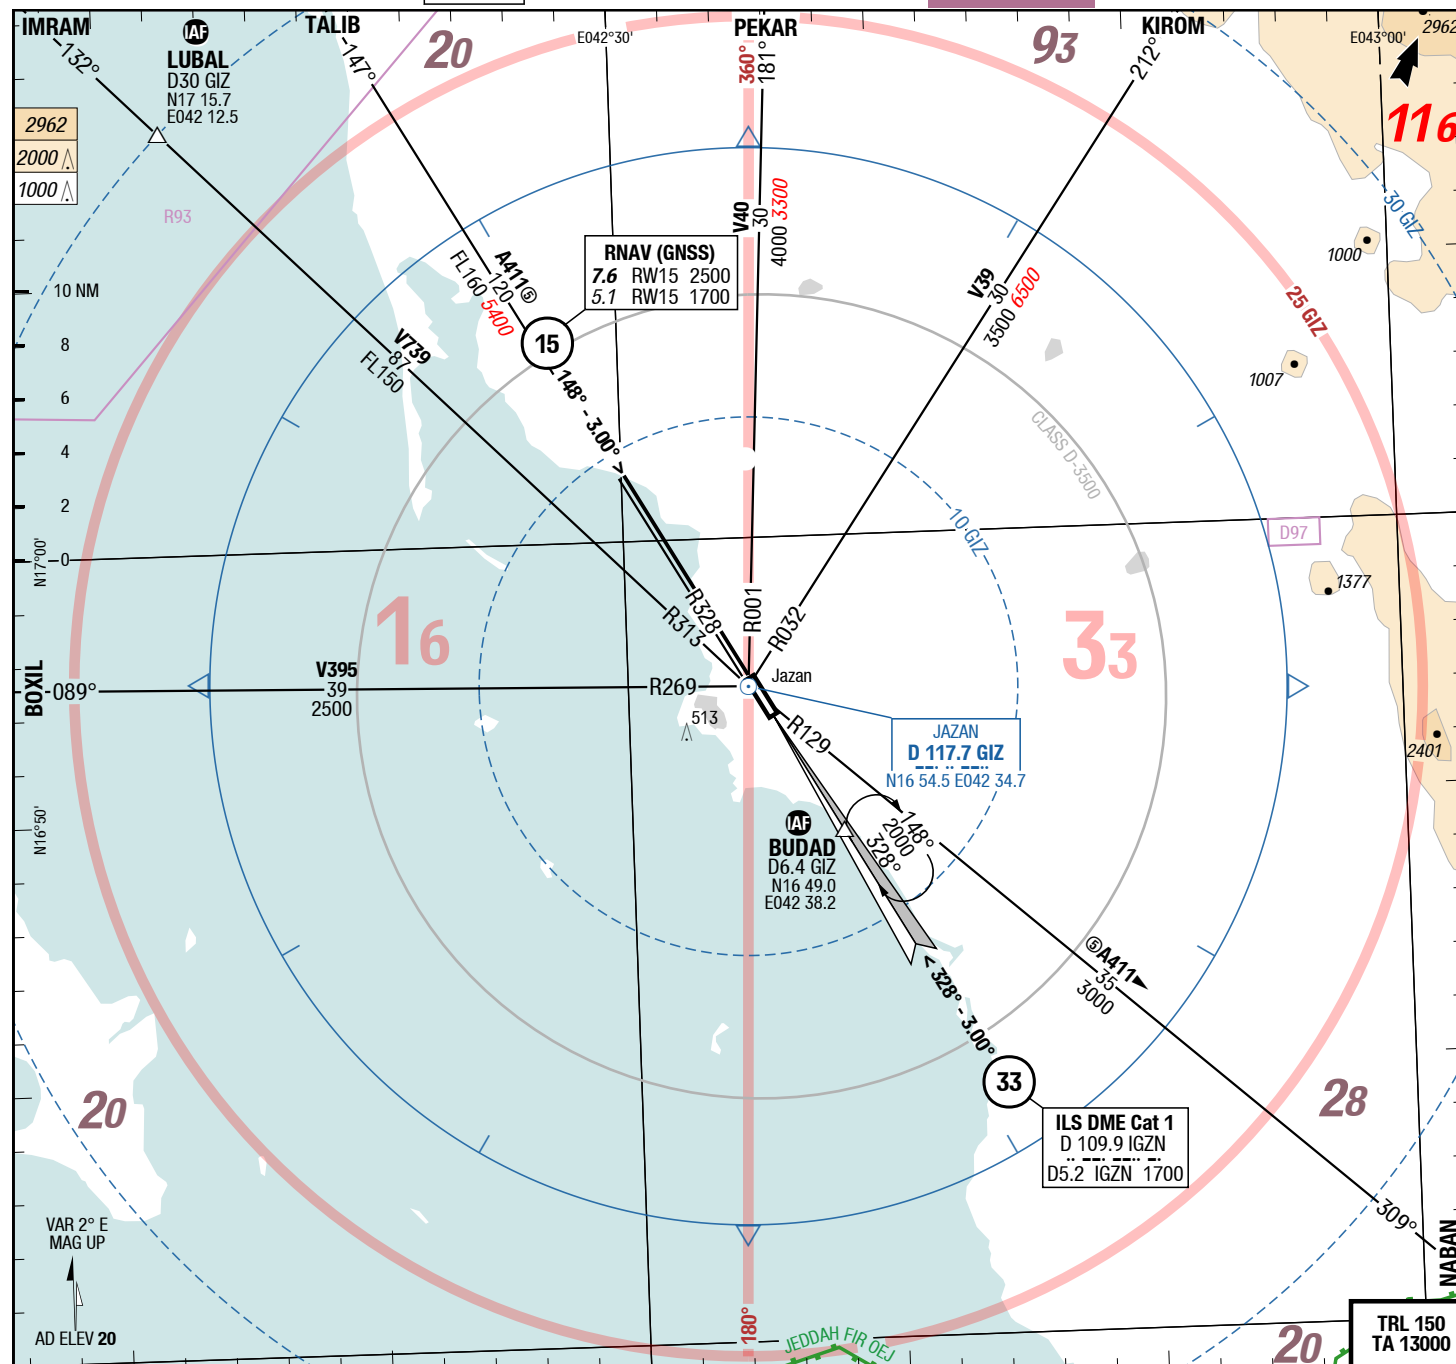 IMRAM
TALIB
PEKAR
KIROM
132°
IAF
LUBAL
D30 GIZ
N17 15.7
E042 12.5
147°
20
E042°30'
360°
181°
93
212°
E043°00'
2962
116
2962
2000
1000
R93
30 GIZ
1000
V40
30
4000 3300
RNAV (GNSS)
7.6 RW15 2500
5.1 RW15 1700
A411⑤
120
FL160 5400
V39
30
3500 6500
25 GIZ
10 NM
8
6
4
2
0
15
V739
87
FL150
1007
148° - 3.00° >
CLASS D-3500
10 GIZ
D97
N17°00'
1377
R328
R313
R001
R032
16
33
BOXIL
089°
V395
39
2500
R269
Jazan
513
R129
JAZAN
D 117.7 GIZ
N16 54.5 E042 34.7
2401
N16°50'
IAF
BUDAD
D6.4 GIZ
N16 49.0
E042 38.2
148°
2000
328°
⑤A411
35
3000
< 328° - 3.00°
33
20
28
ILS DME Cat 1
D 109.9 IGZN
D5.2 IGZN 1700
309°
NABAN
VAR 2° E
MAG UP
AD ELEV 20
180°
JEDDAH FIR OEJ
20
TRL 150
TA 13000